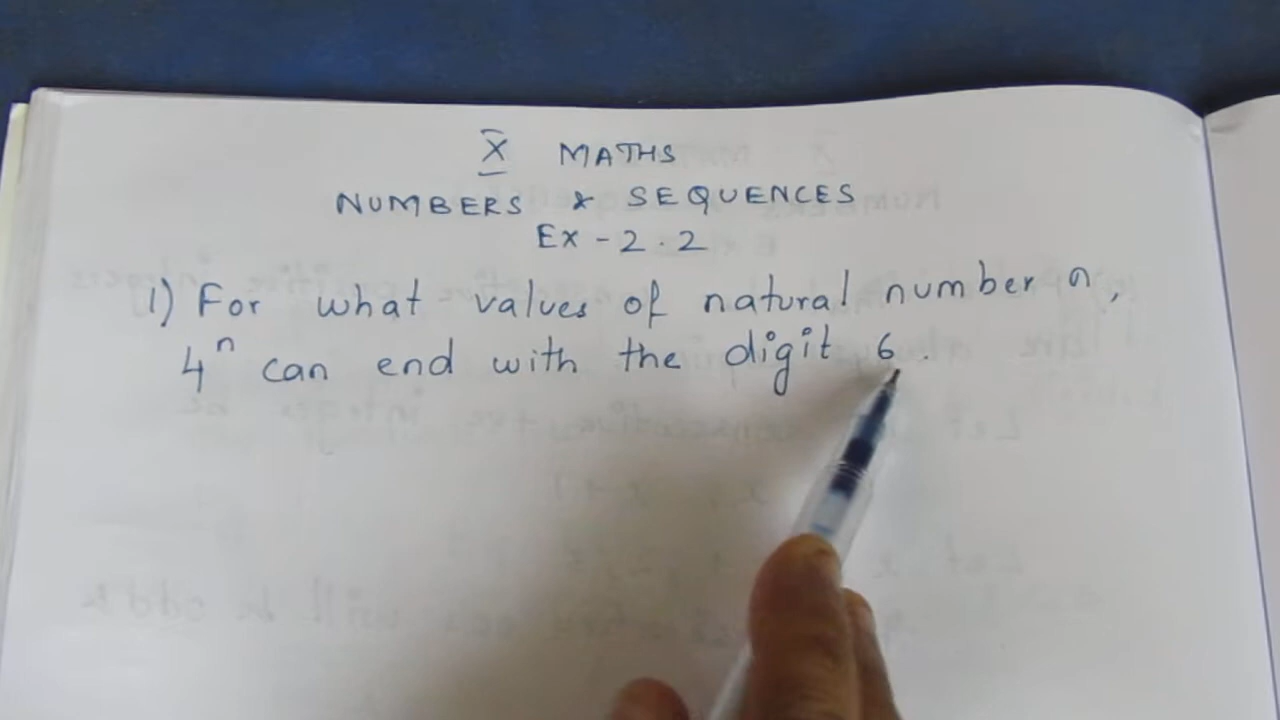 X MATHS
NUMBERS & SEQUENCES
Ex - 2.2
1) For what values of natural number n,
4ⁿ can end with the digit 6.